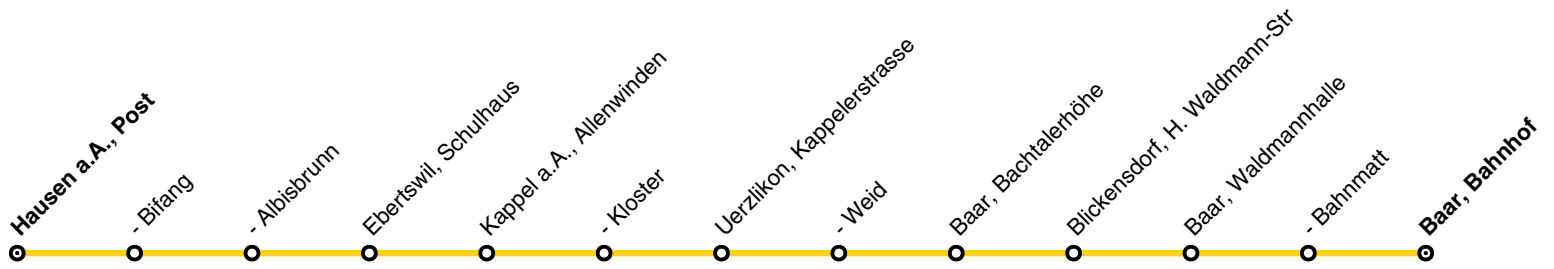 Hausen a.A., Post
- Bifang
- Albisbrunn
Ebertswil, Schulhaus
Kappel a.A., Allenwinden
- Kloster
Uerzlikon, Kappelerstrasse
- Weid
Baar, Bachtalerhöhe
Blickensdorf, H. Waldmann-Str
Baar, Waldmannhalle
- Bahnmatt
Baar, Bahnhof